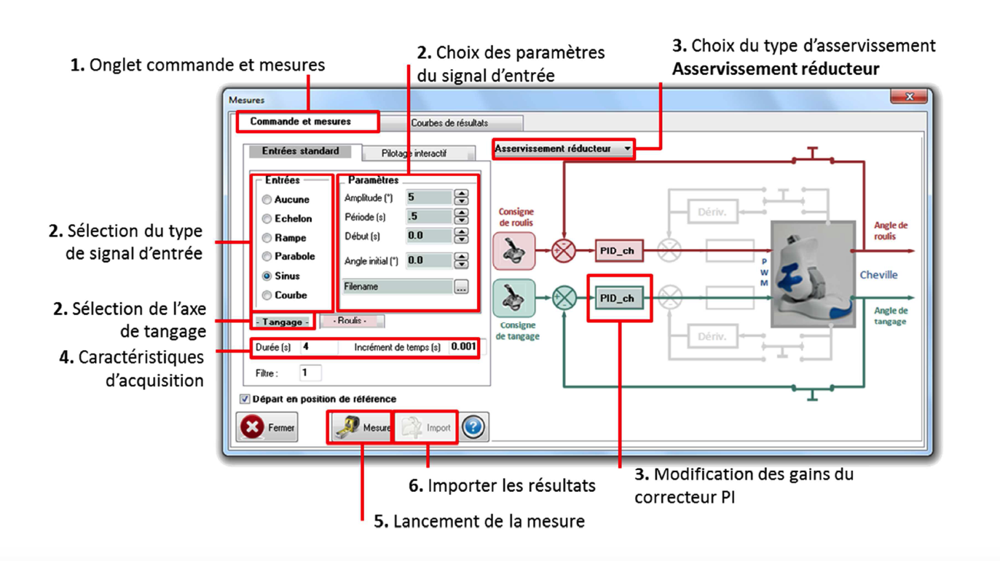 1. Onglet commande et mesures
2. Choix des paramètres
du signal d'entrée
3. Choix du type d'asservissement
Asservissement réducteur
Mesures
Commande et mesures
Courbes de résultats
Entrées standard
Pilotage interactif
Asservissement réducteur
Entrées
Aucune
Echelon
Rampe
Parabole
Sinus
Courbe
Paramètres
Amplitude (°) 5
Période (s) .5
Début (s) 0.0
Angle initial (°) 0.0
Filename ...
2. Sélection du type
de signal d'entrée
2. Sélection de l'axe
de tangage
- Tangage -
- Roulis -
4. Caractéristiques
d'acquisition
Durée (s) 4
Incrément de temps (s) 0.001
Filtre : 1
Départ en position de référence
Fermer
Mesure
Import
?
Consigne
de roulis
+
-
PID_ch
-
Dériv.
P
W
M
Angle de
roulis
Cheville
Consigne
de tangage
+
-
PID_ch
-
Dériv.
Angle de
tangage
6. Importer les résultats
5. Lancement de la mesure
3. Modification des gains du
correcteur PI